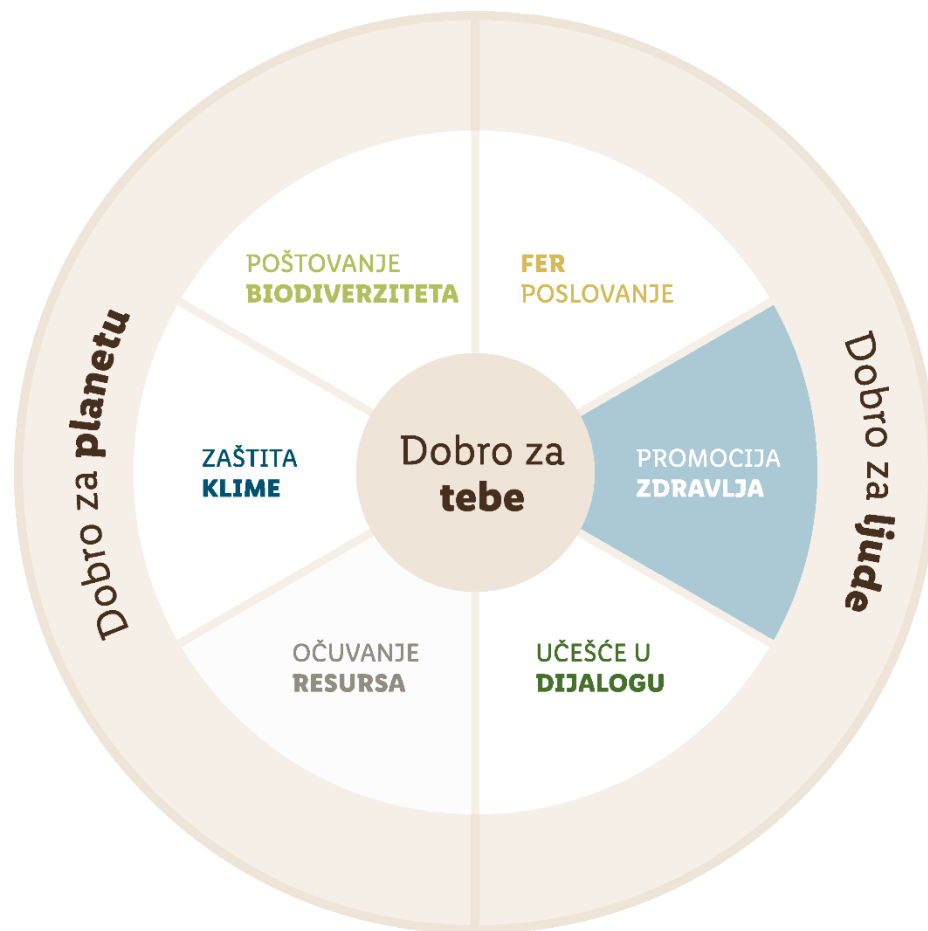 POŠTOVANJE
BIODIVERZITETA
FER
POSLOVANJE
Dobro za planetu
ZAŠTITA
KLIME
Dobro za
tebe
PROMOCIJA
ZDRAVLJA
Dobro za ljude
OČUVANJE
RESURSA
UČEŠĆE U
DIJALOGU